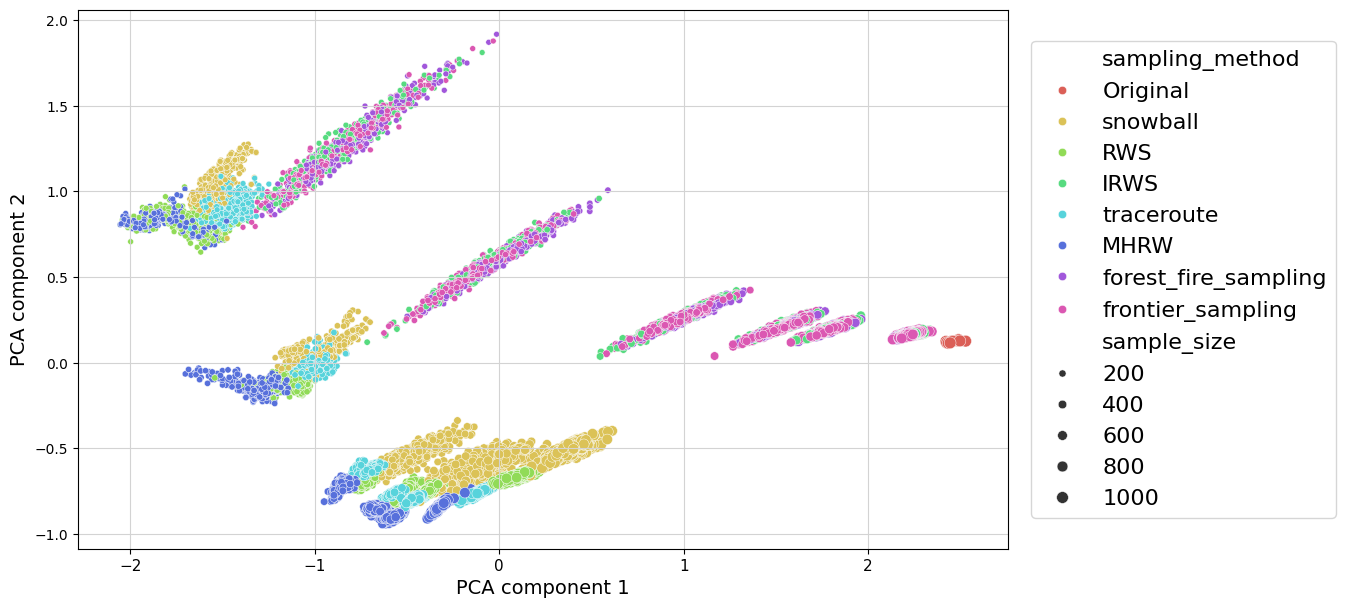 2.0
1.5
1.0
0.5
0.0
−0.5
−1.0
PCA component 2
−2
−1
0
1
2
PCA component 1
sampling_method
Original
snowball
RWS
IRWS
traceroute
MHRW
forest_fire_sampling
frontier_sampling
sample_size
200
400
600
800
1000